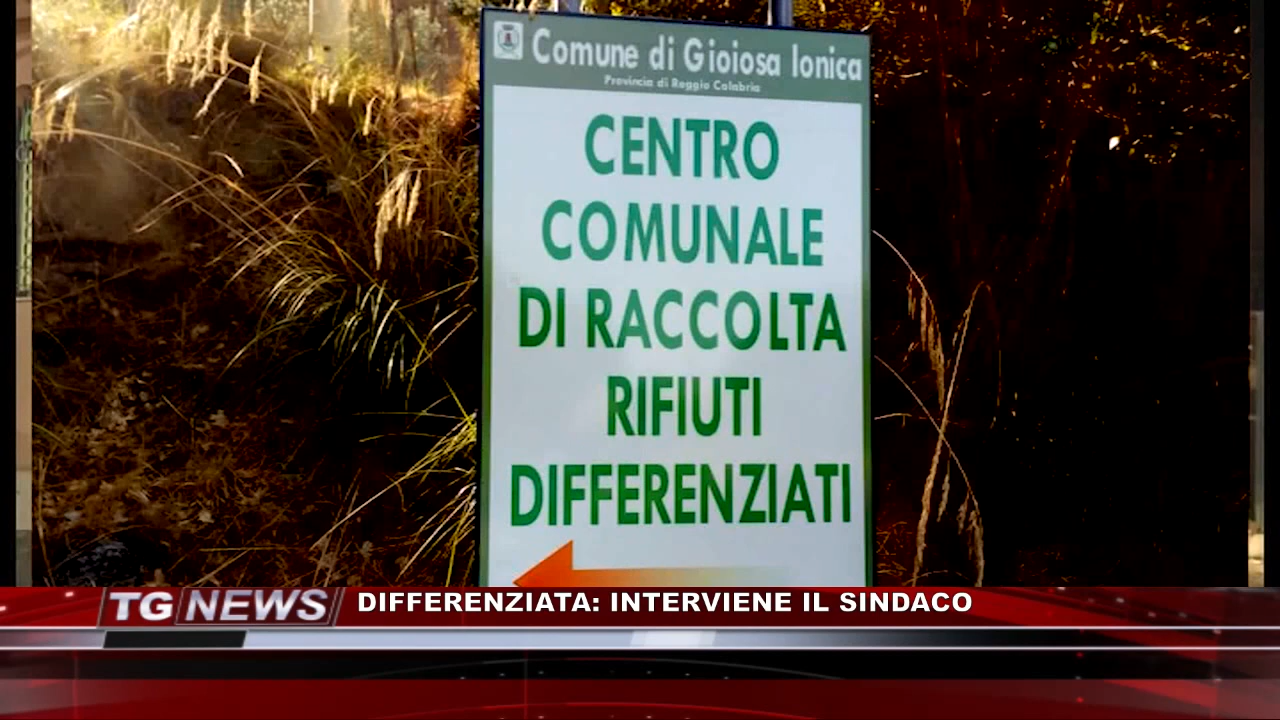 Comune di Gioiosa Ionica
Provincia di Reggio Calabria
CENTRO
COMUNALE
DI RACCOLTA
RIFIUTI
DIFFERENZIATI
TG NEWS
DIFFERENZIATA: INTERVIENE IL SINDACO